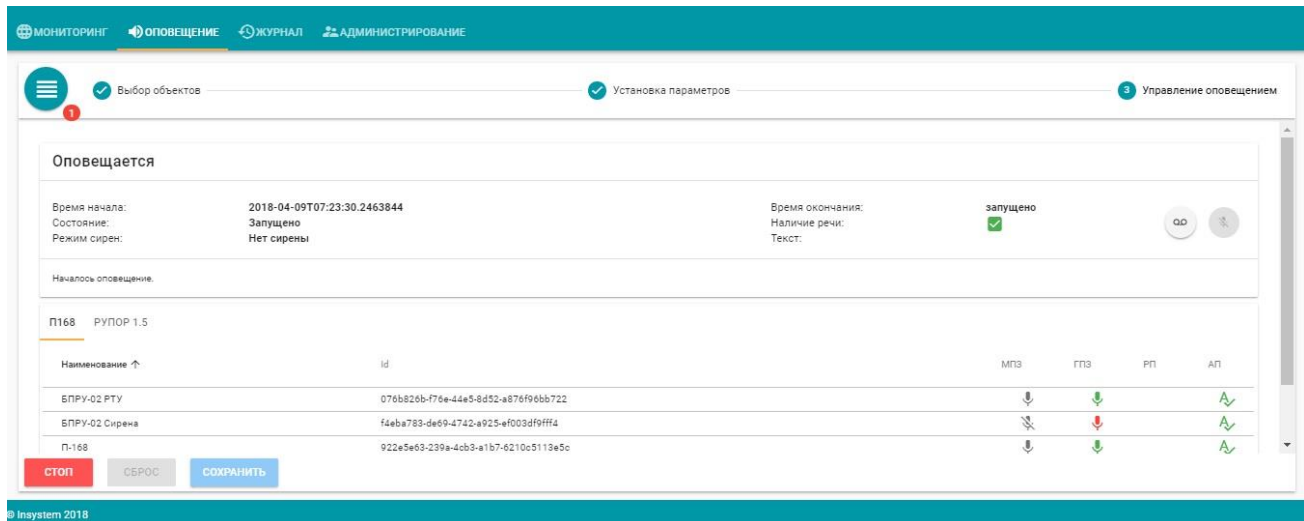 МОНИТОРИНГ ОПОВЕЩЕНИЕ ЖУРНАЛ АДМИНИСТРИРОВАНИЕ
Выбор объектов Установка параметров 3 Управление оповещением
1
Оповещается
Время начала: 2018-04-09T07:23:30.2463844 Время окончания: запущено
Состояние: Запущено Наличие речи:
Режим сирен: Нет сирены Текст:
Началось оповещение.
П168 РУПОР 1.5
Наименование Id МПЗ ГПЗ РП АП
БПРУ-02 РТУ 076b826b-f76e-44e5-8d52-a876f96bb722
БПРУ-02 Сирена f4eba783-de69-4742-a925-ef003df9fff4
П-168 922e5e63-239a-4cb3-a1b7-6210c5113e5c
СТОП СБРОС СОХРАНИТЬ
© Insystem 2018